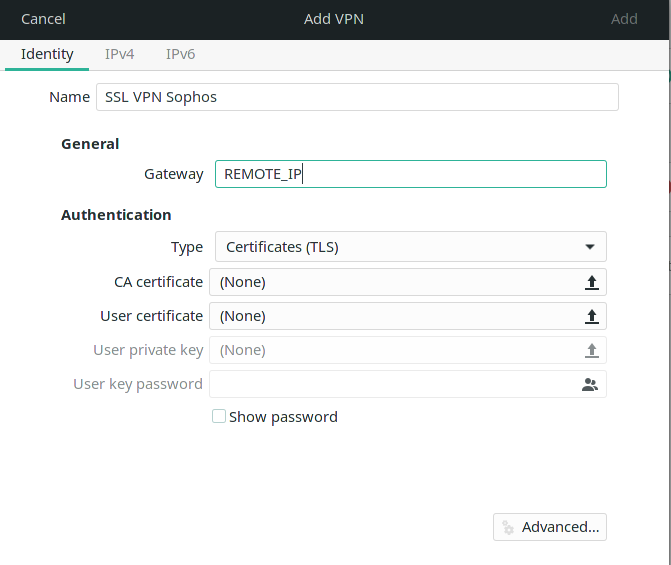 Cancel Add VPN Add
Identity IPv4 IPv6
Name SSL VPN Sophos
General
Gateway REMOTE_IP
Authentication
Type Certificates (TLS)
CA certificate (None)
User certificate (None)
User private key (None)
User key password
Show password
Advanced...